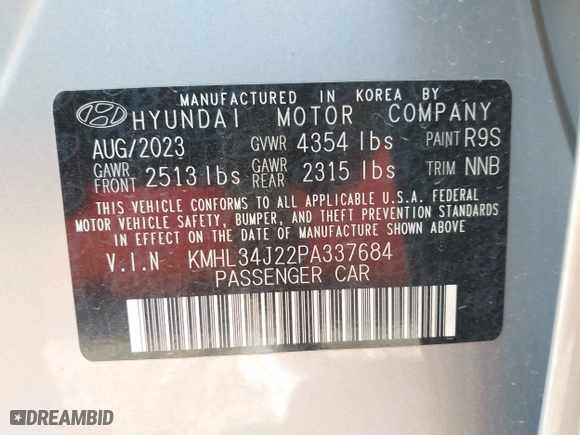 MANUFACTURED IN KOREA BY
HYUNDAI MOTOR COMPANY
AUG/2023 GVWR 4354 lbs PAINT R9S
GAWR FRONT 2513 lbs GAWR REAR 2315 lbs TRIM NNB
THIS VEHICLE CONFORMS TO ALL APPLICABLE U.S.A. FEDERAL
MOTOR VEHICLE SAFETY, BUMPER, AND THEFT PREVENTION STANDARDS
IN EFFECT ON THE DATE OF MANUFACTURE SHOWN ABOVE
V.I.N KMHL34J22PA337684
PASSENGER CAR
DREAMBID